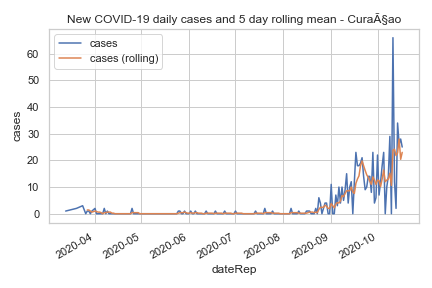 New COVID-19 daily cases and 5 day rolling mean - CuraÃ§ao
cases
cases (rolling)
cases
60
50
40
30
20
10
0
2020-04 2020-05 2020-06 2020-07 2020-08 2020-09 2020-10
dateRep